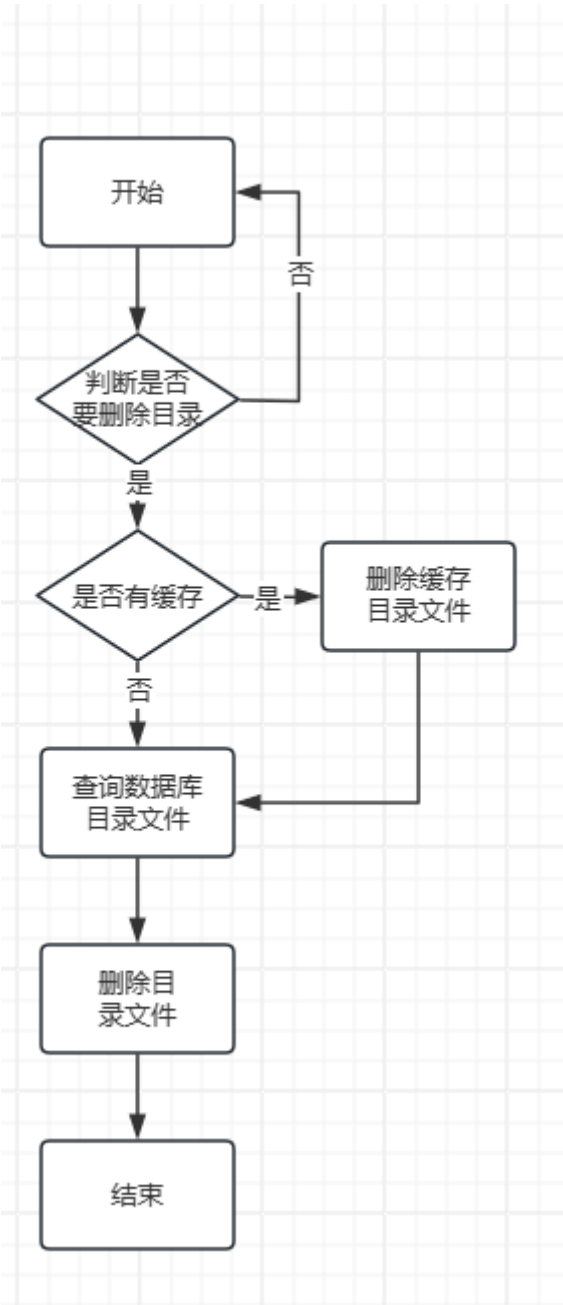 开始
否
判断是否
要删除目录
是
是否有缓存
是
删除缓存
目录文件
否
查询数据库
目录文件
删除目
录文件
结束